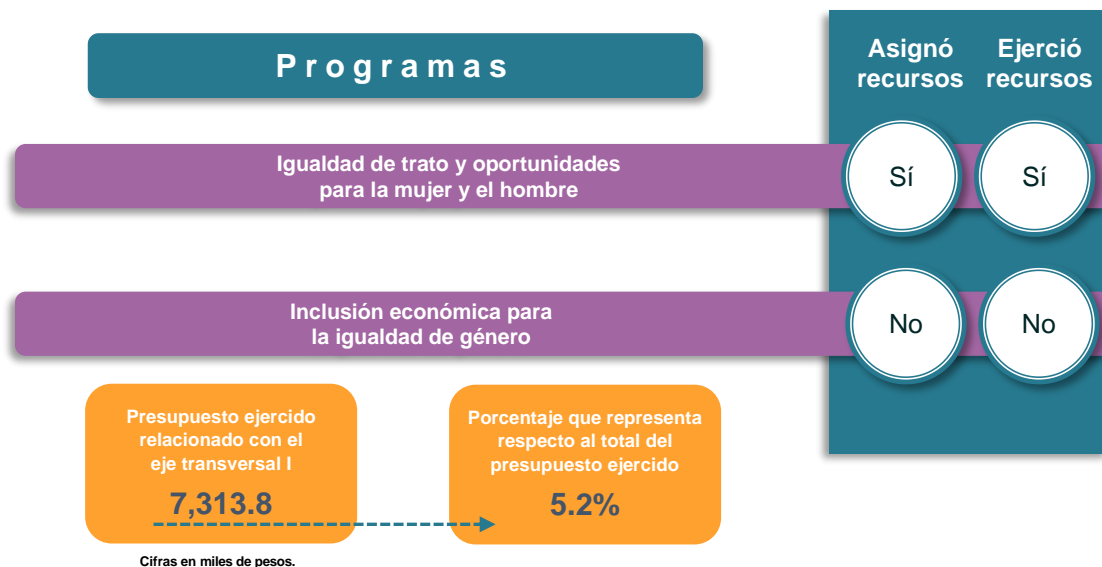 Programas
Asignó
recursos
Ejerció
recursos
Igualdad de trato y oportunidades
para la mujer y el hombre
Sí
Sí
Inclusión económica para
la igualdad de género
No
No
Presupuesto ejercido
relacionado con el
eje transversal I
7,313.8
Porcentaje que representa
respecto al total del
presupuesto ejercido
5.2%
Cifras en miles de pesos.